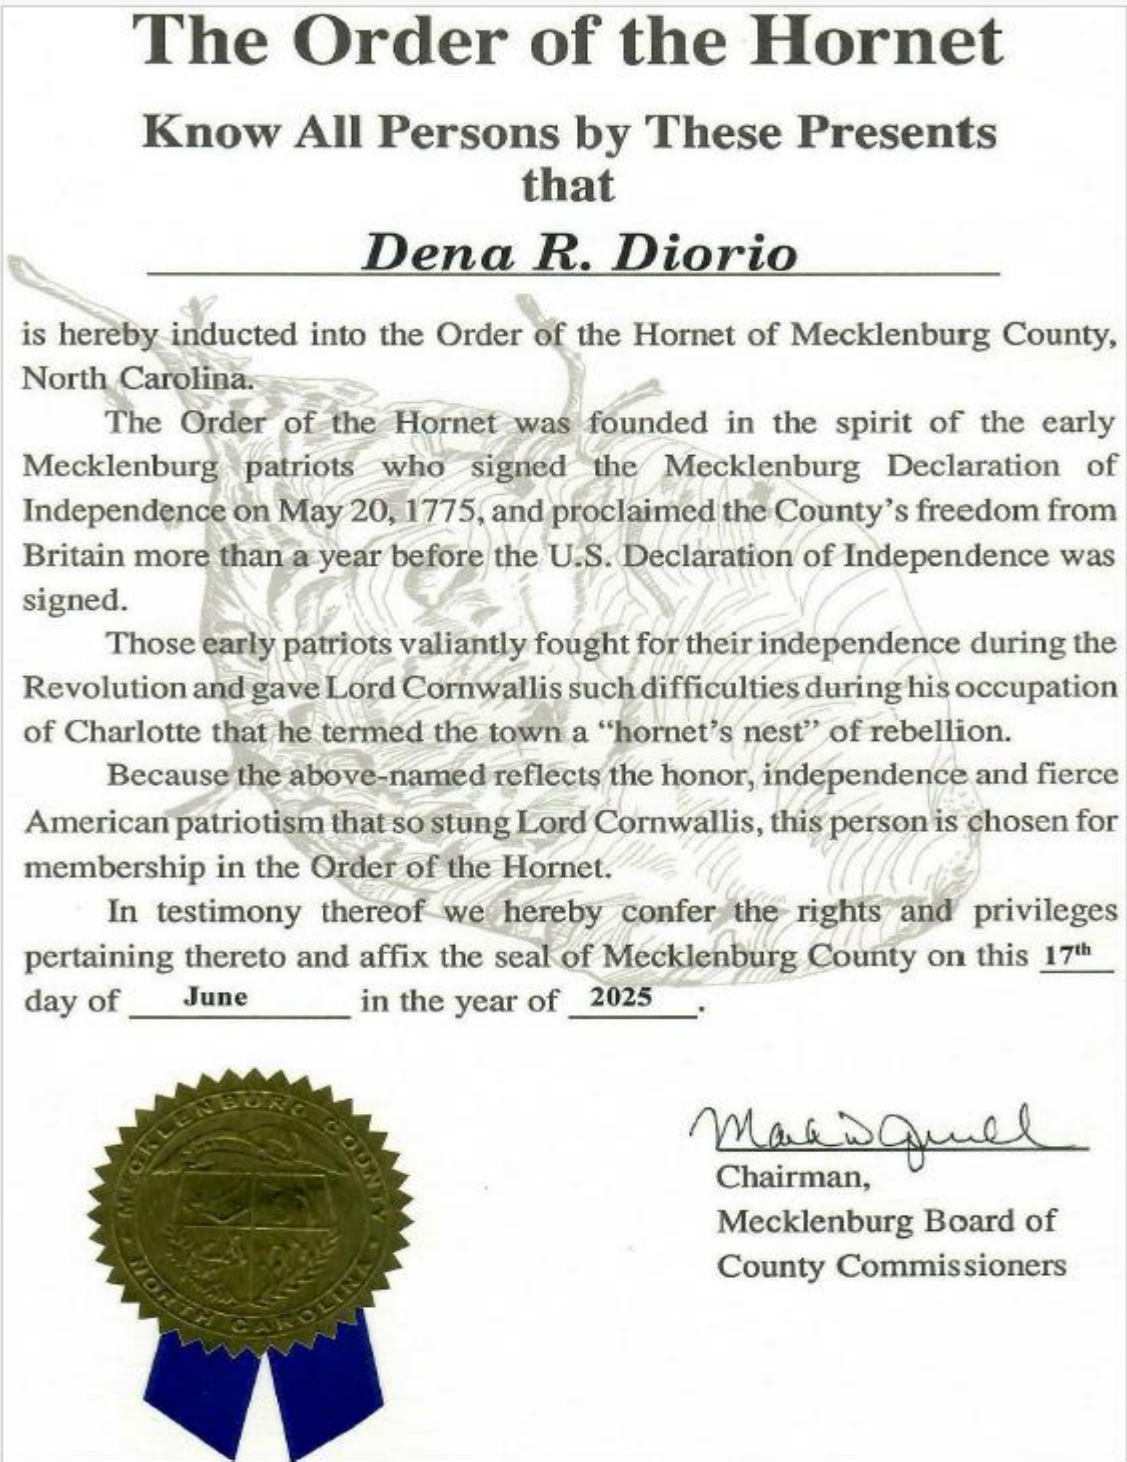 The Order of the Hornet
Know All Persons by These Presents
that
Dena R. Diorio
is hereby inducted into the Order of the Hornet of Mecklenburg County,
North Carolina.
The Order of the Hornet was founded in the spirit of the early
Mecklenburg patriots who signed the Mecklenburg Declaration of
Independence on May 20, 1775, and proclaimed the County's freedom from
Britain more than a year before the U.S. Declaration of Independence was
signed.
Those early patriots valiantly fought for their independence during the
Revolution and gave Lord Cornwallis such difficulties during his occupation
of Charlotte that he termed the town a “hornet's nest” of rebellion.
Because the above-named reflects the honor, independence and fierce
American patriotism that so stung Lord Cornwallis, this person is chosen for
membership in the Order of the Hornet.
In testimony thereof we hereby confer the rights and privileges
pertaining thereto and affix the seal of Mecklenburg County on this 17th
day of June in the year of 2025.
MECKLENBURG COUNTY
NORTH CAROLINA
Chairman,
Mecklenburg Board of
County Commissioners